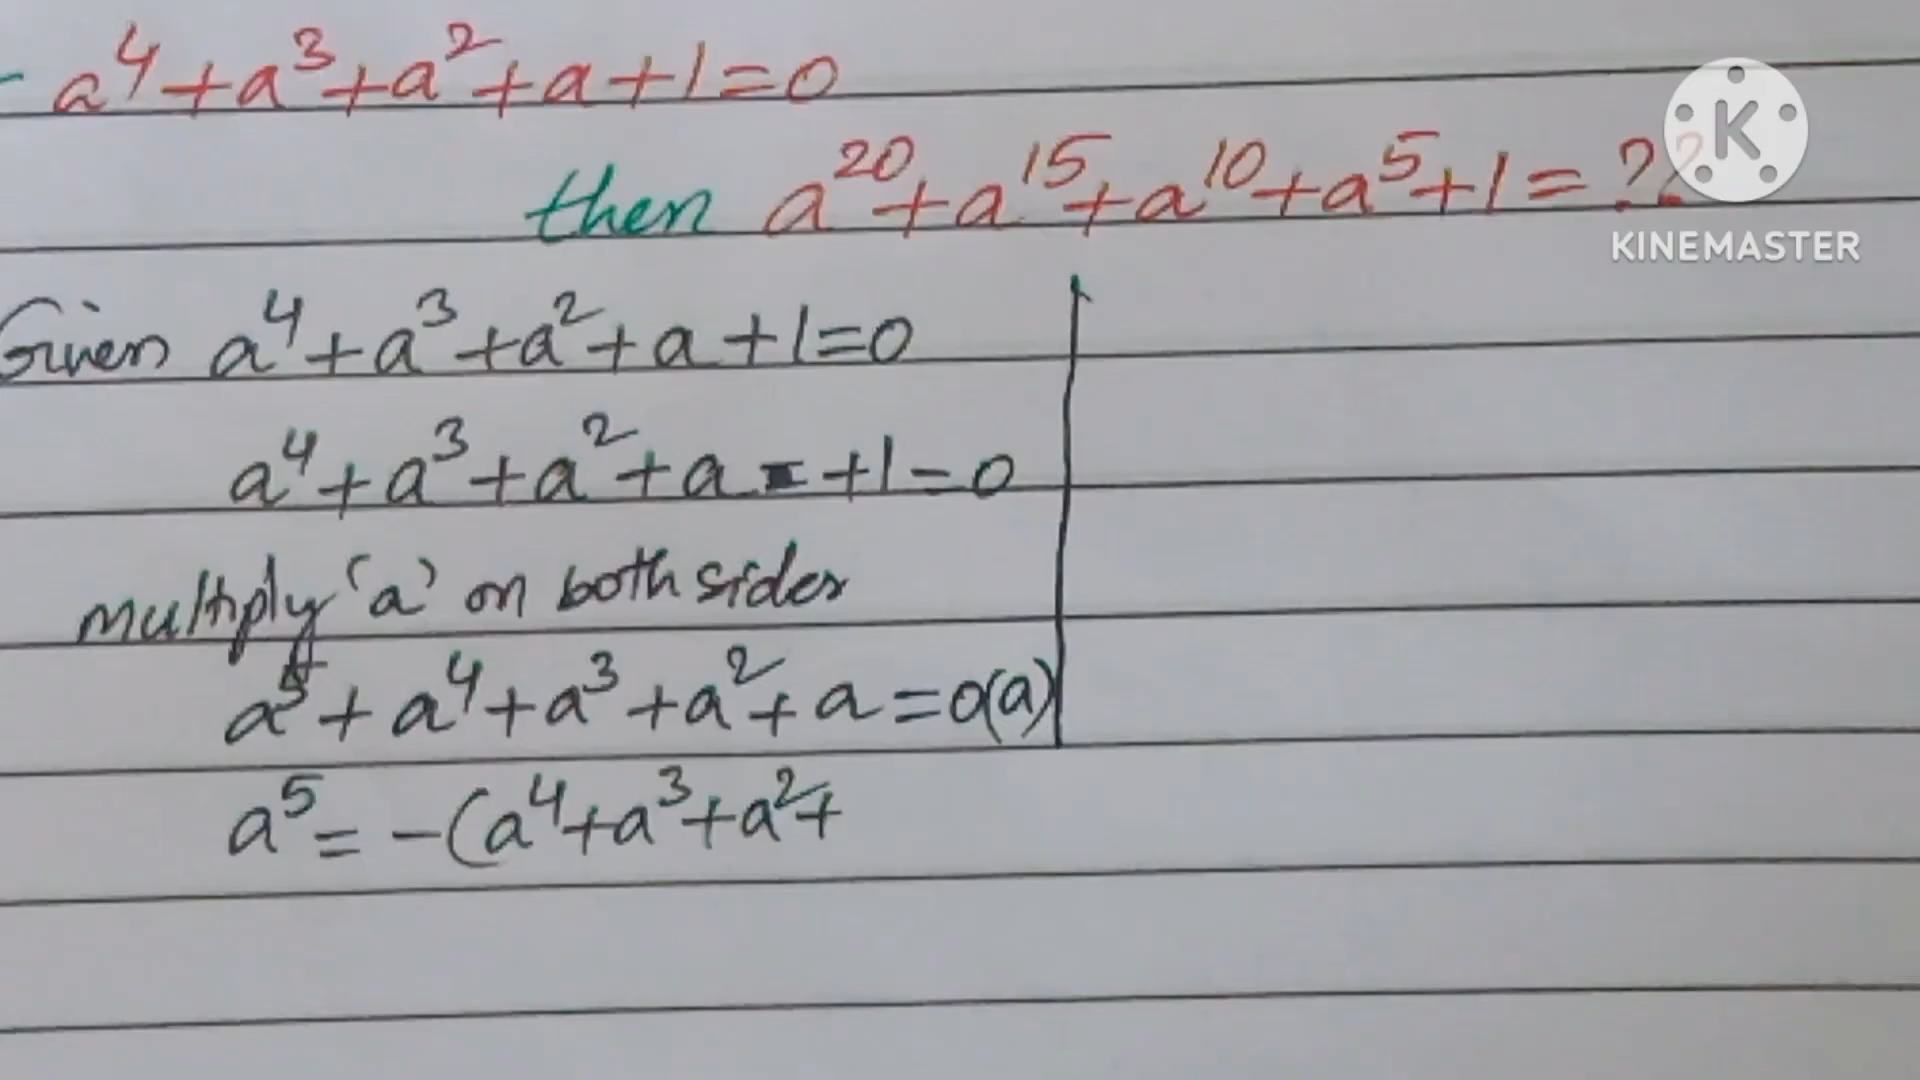 a⁴+a³+a²+a+1=0
then a²⁰+a¹⁵+a¹⁰+a⁵+1=??
KINEMASTER
Given a⁴+a³+a²+a+1=0
a⁴+a³+a²+a +1=0
multiply 'a' on both sides
a⁵+a⁴+a³+a²+a=0(a)
a⁵=-(a⁴+a³+a²+